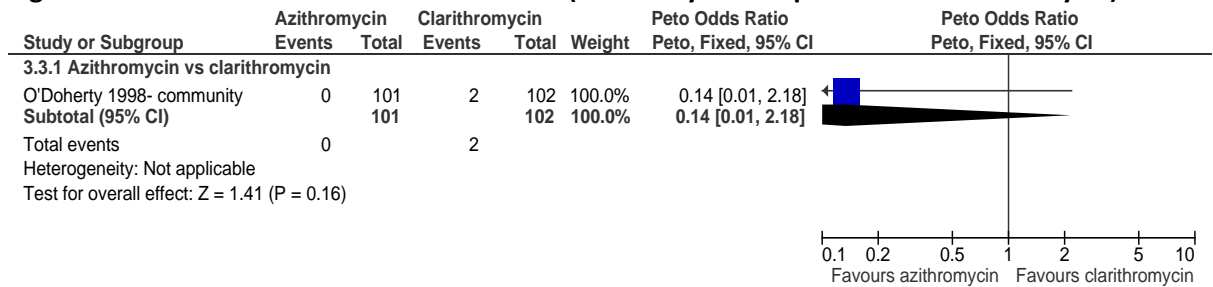 Azithromycin Clarithromycin Peto Odds Ratio Peto Odds Ratio
Study or Subgroup Events Total Events Total Weight Peto, Fixed, 95% CI Peto, Fixed, 95% CI
3.3.1 Azithromycin vs clarithromycin
O'Doherty 1998- community 0 101 2 102 100.0% 0.14 [0.01, 2.18]
Subtotal (95% CI) 101 102 100.0% 0.14 [0.01, 2.18]
Total events 0 2
Heterogeneity: Not applicable
Test for overall effect: Z = 1.41 (P = 0.16)
0.1 0.2 0.5 1 2 5 10
Favours azithromycin Favours clarithromycin